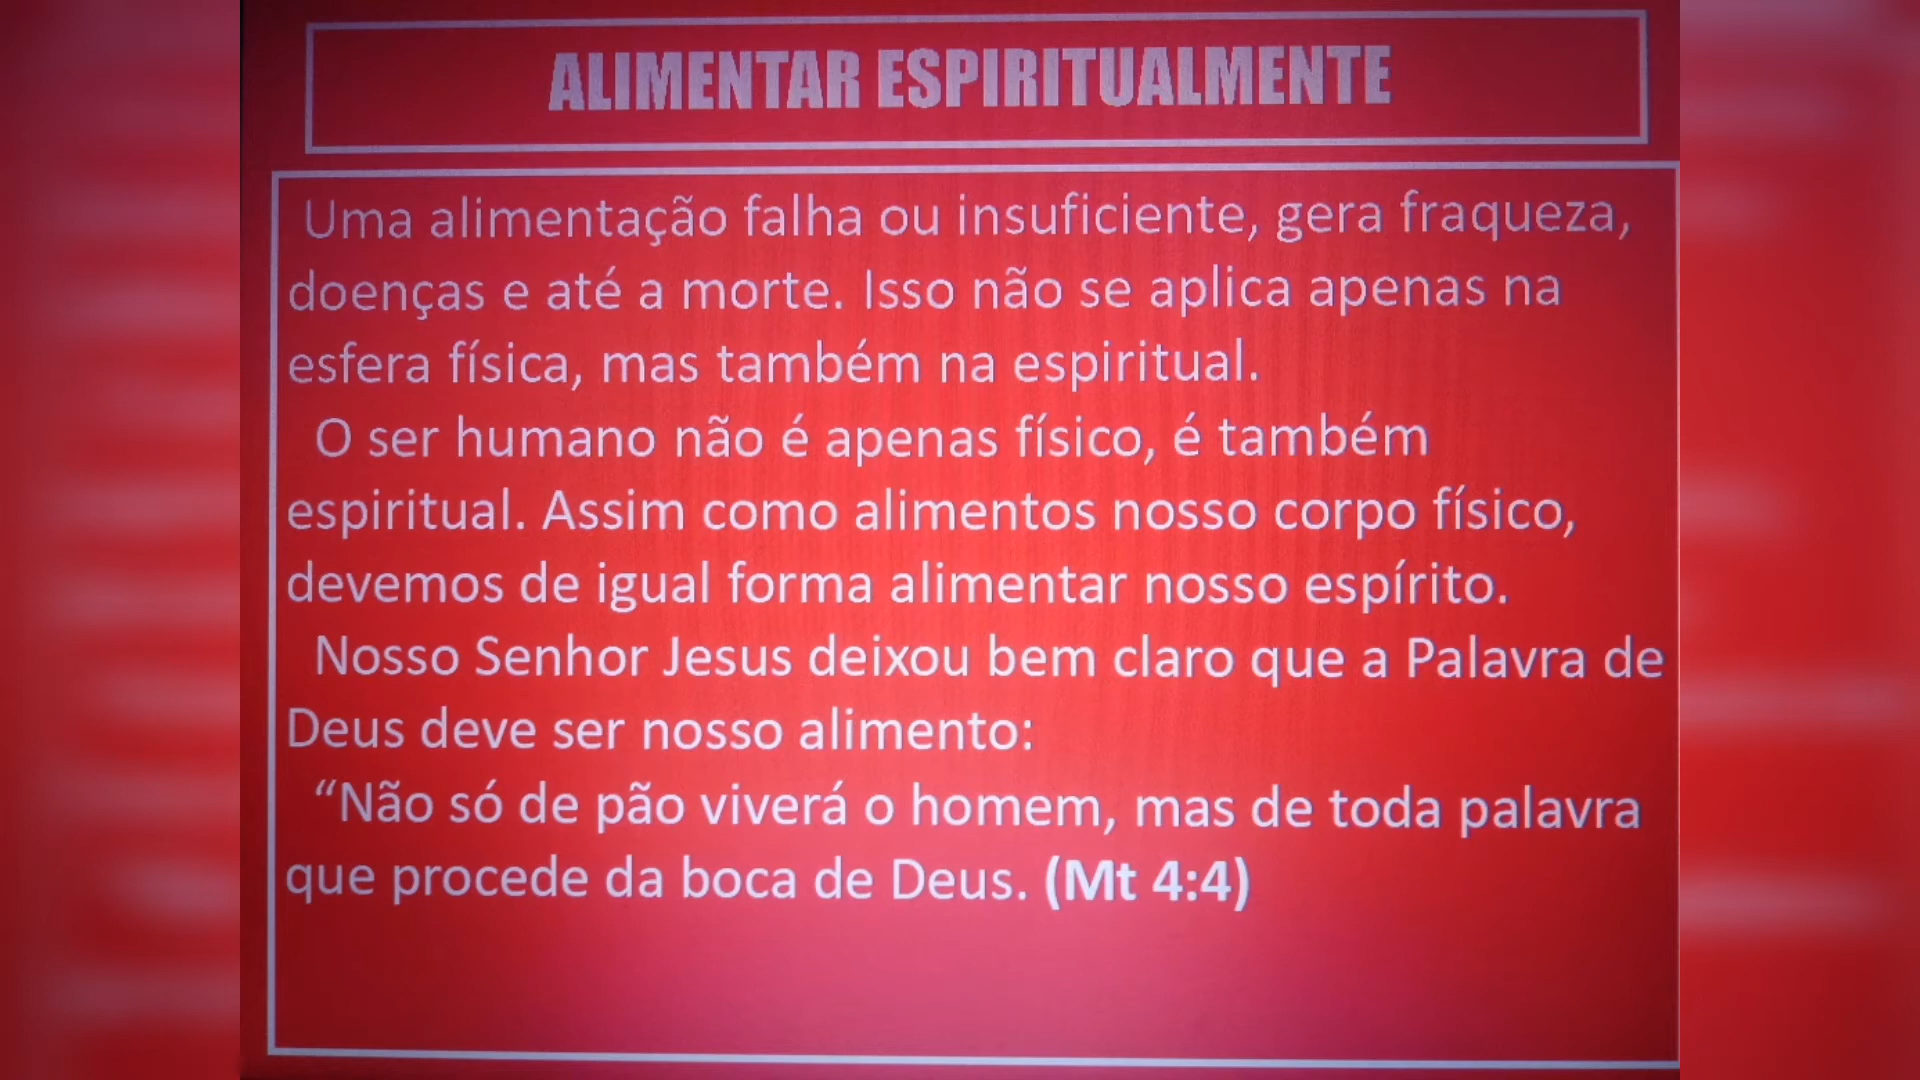 ALIMENTAR ESPIRITUALMENTE
Uma alimentação falha ou insuficiente, gera fraqueza,
doenças e até a morte. Isso não se aplica apenas na
esfera física, mas também na espiritual.
O ser humano não é apenas físico, é também
espiritual. Assim como alimentos nosso corpo físico,
devemos de igual forma alimentar nosso espírito.
Nosso Senhor Jesus deixou bem claro que a Palavra de
Deus deve ser nosso alimento:
“Não só de pão viverá o homem, mas de toda palavra
que procede da boca de Deus. (Mt 4:4)